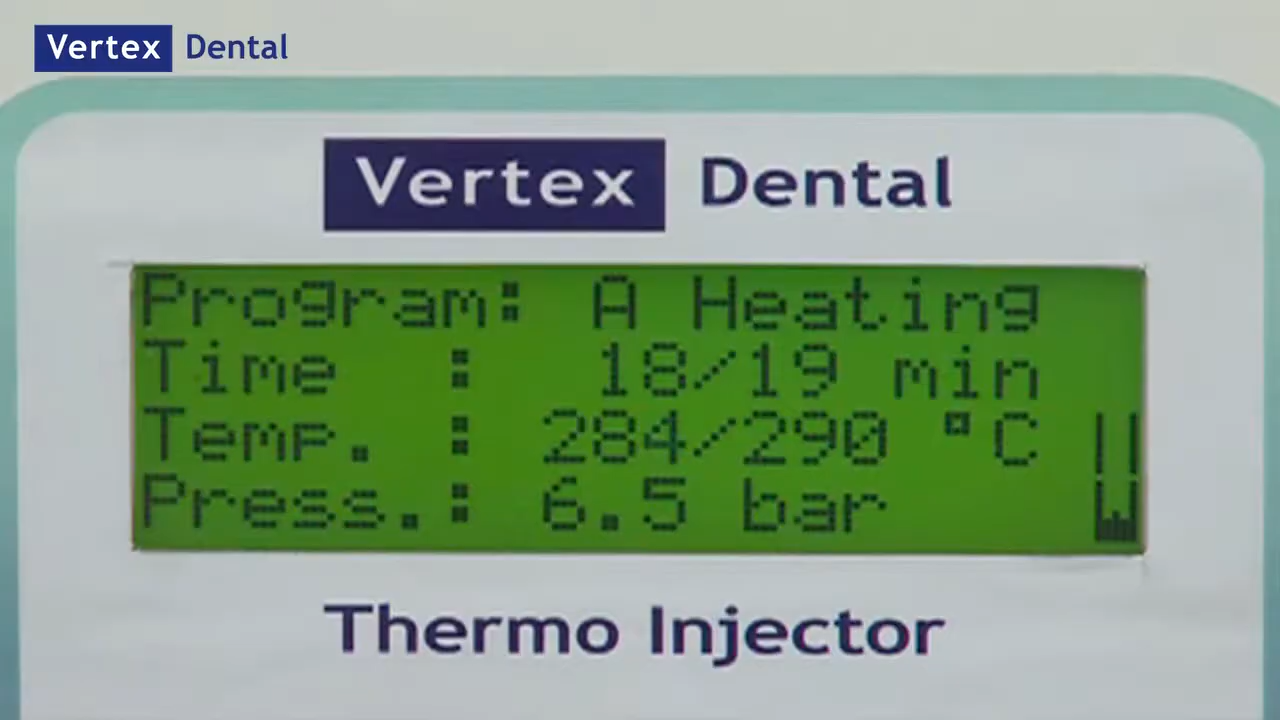 Vertex Dental
Vertex Dental
Program: A Heating
Time : 18/19 min
Temp. : 284/290 °C
Press.: 6.5 bar
Thermo Injector